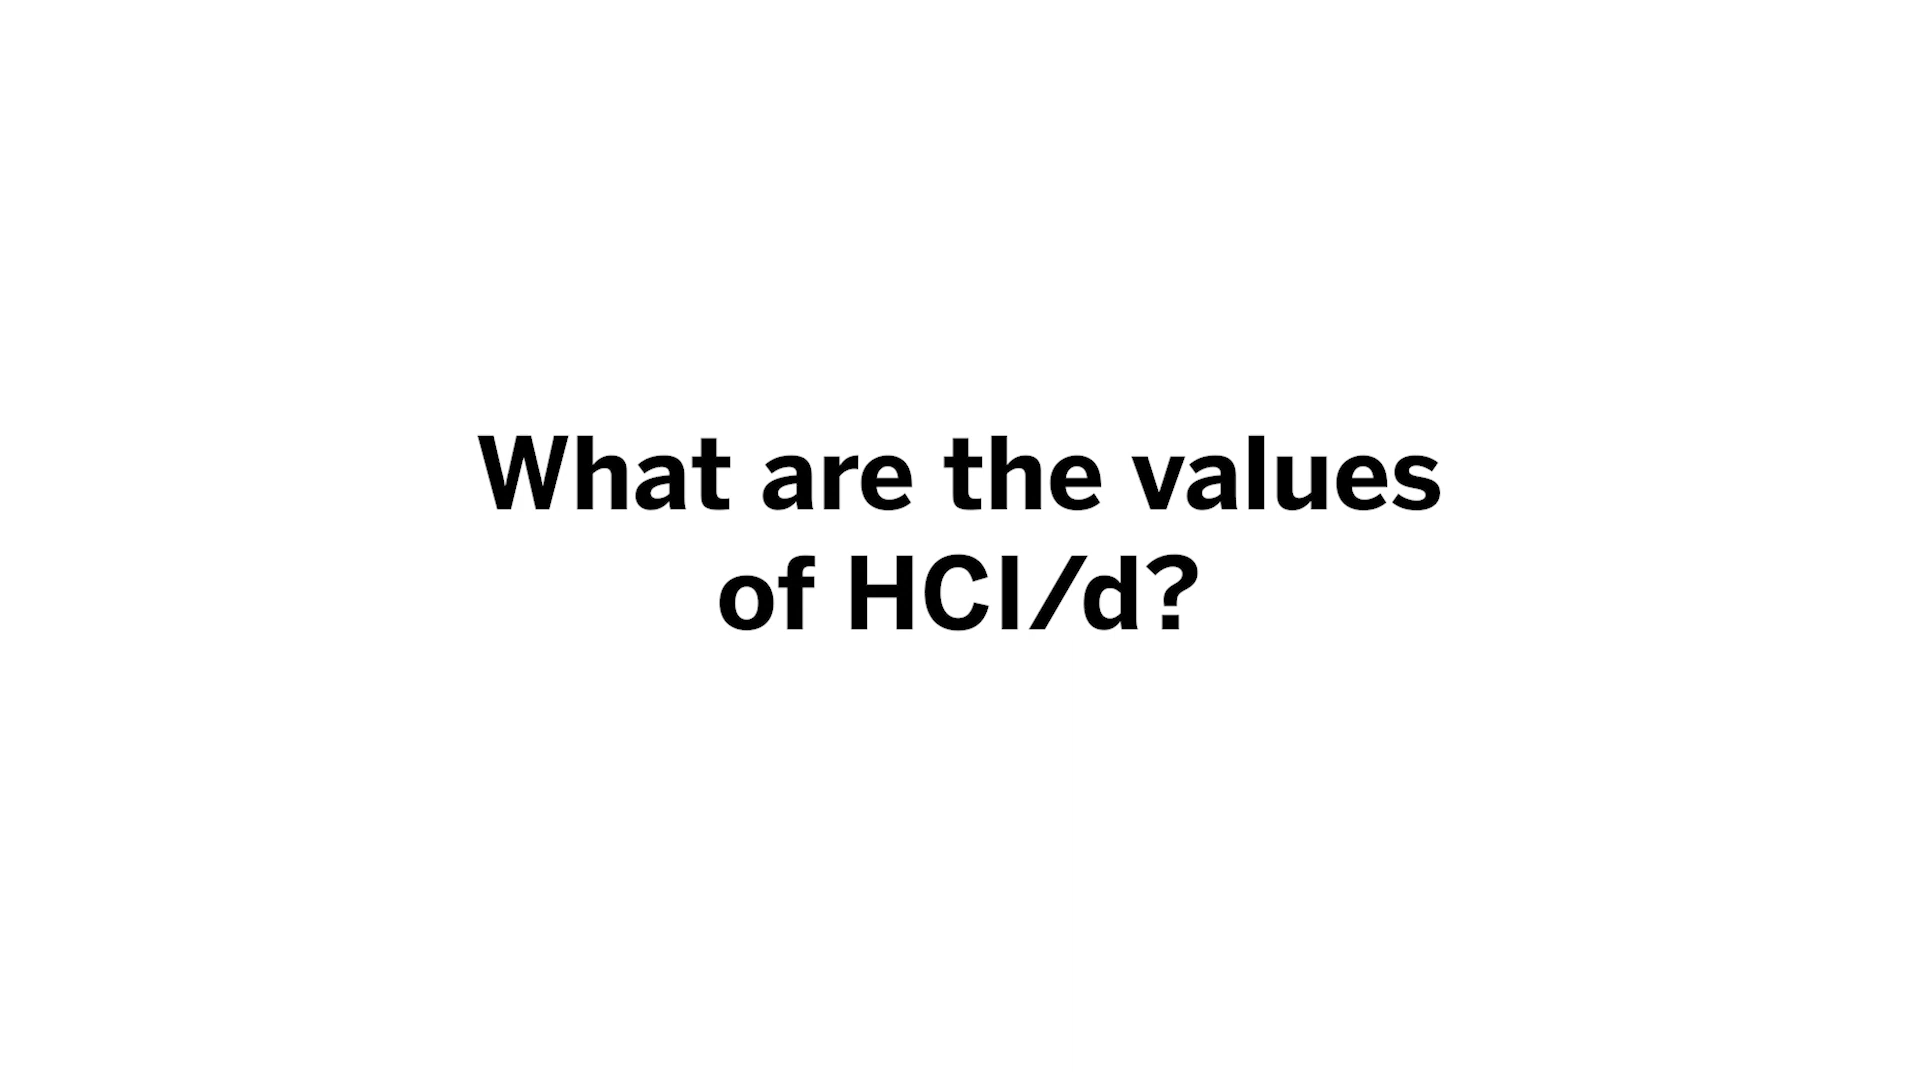 What are the values
of HCI/d?